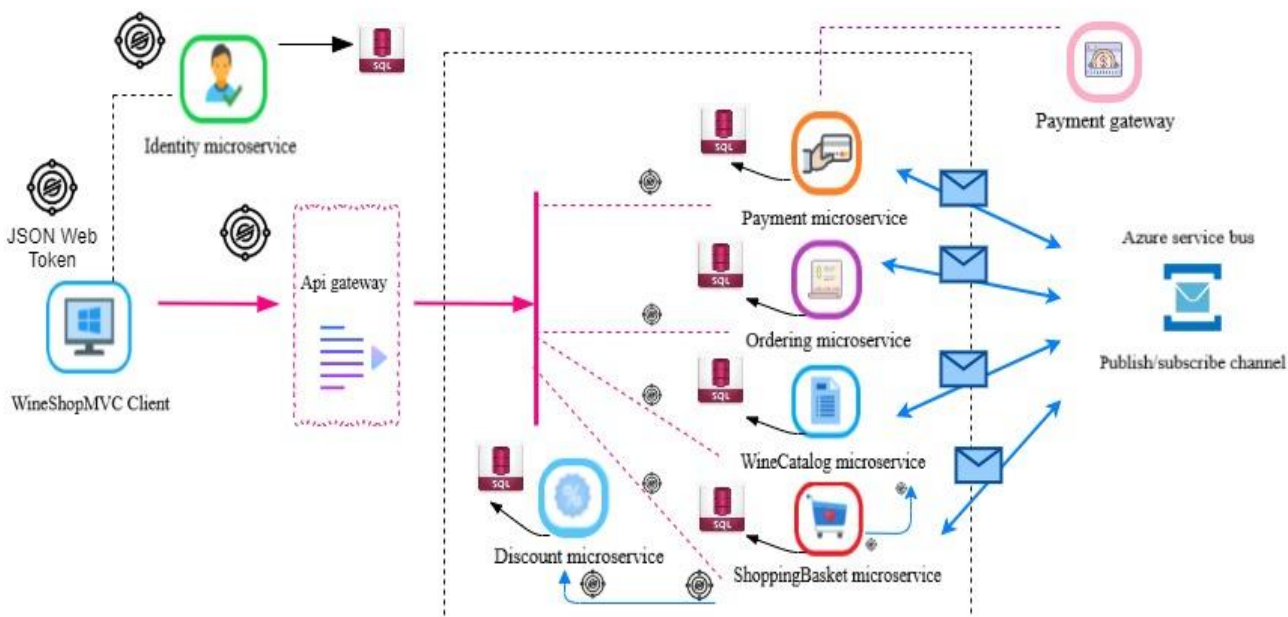 SQL
Identity microservice
Payment gateway
SQL
JSON Web
Token
Payment microservice
Azure service bus
Api gateway
SQL
Ordering microservice
Publish/subscribe channel
WineShopMVC Client
SQL
WineCatalog microservice
SQL
SQL
Discount microservice
ShoppingBasket microservice